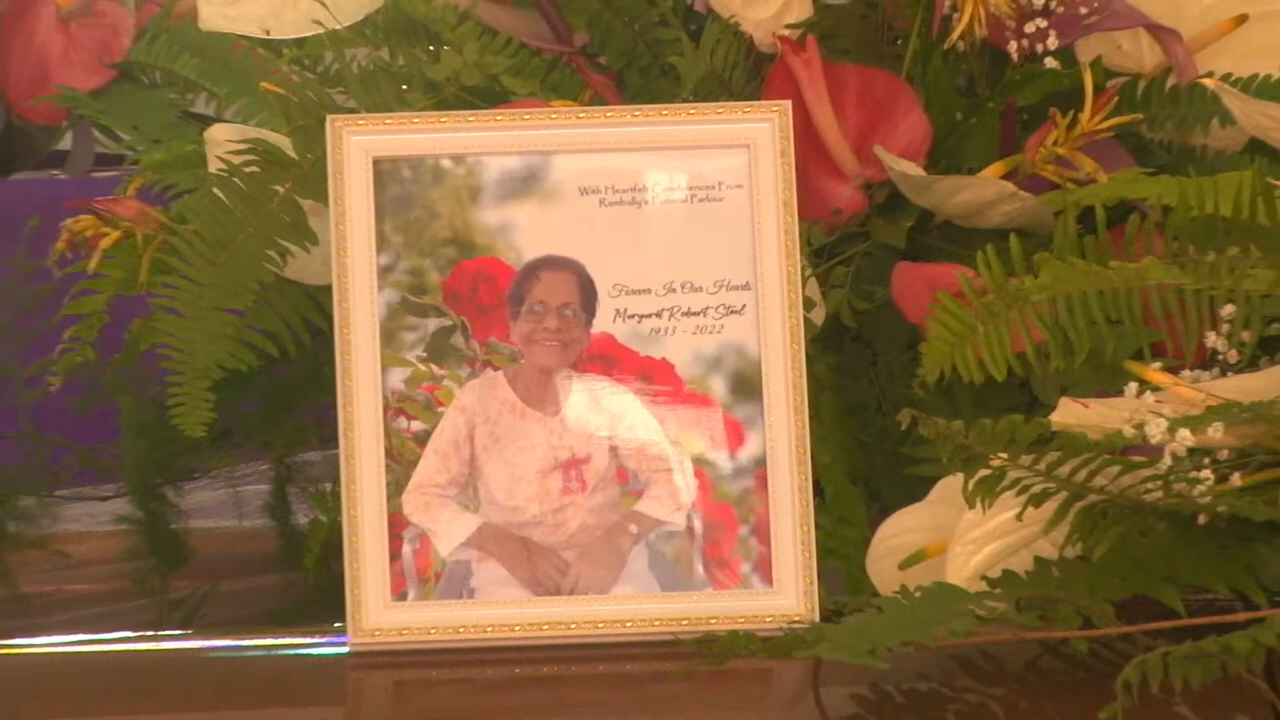 With Heartfelt Condolences From
Rambally's Funeral Parlour
Forever In Our Hearts
Margaret Robert Steel
1933 - 2022